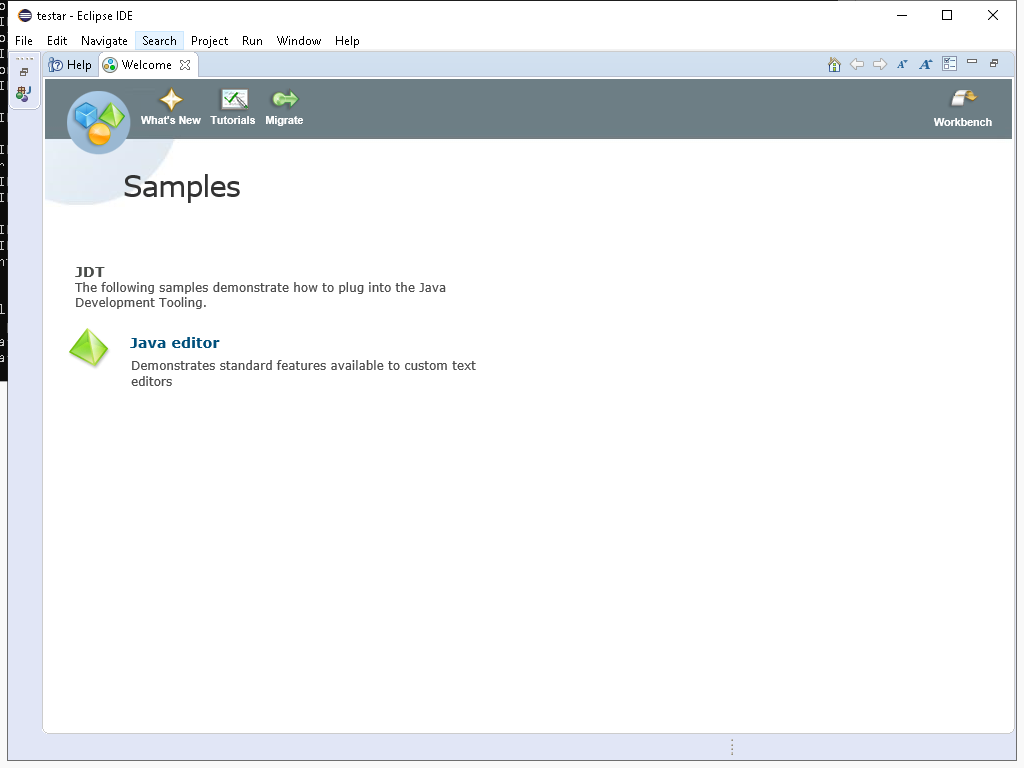 testar - Eclipse IDE
File Edit Navigate Search Project Run Window Help
Help Welcome
What's New Tutorials Migrate Workbench
Samples
JDT
The following samples demonstrate how to plug into the Java
Development Tooling.
Java editor
Demonstrates standard features available to custom text
editors